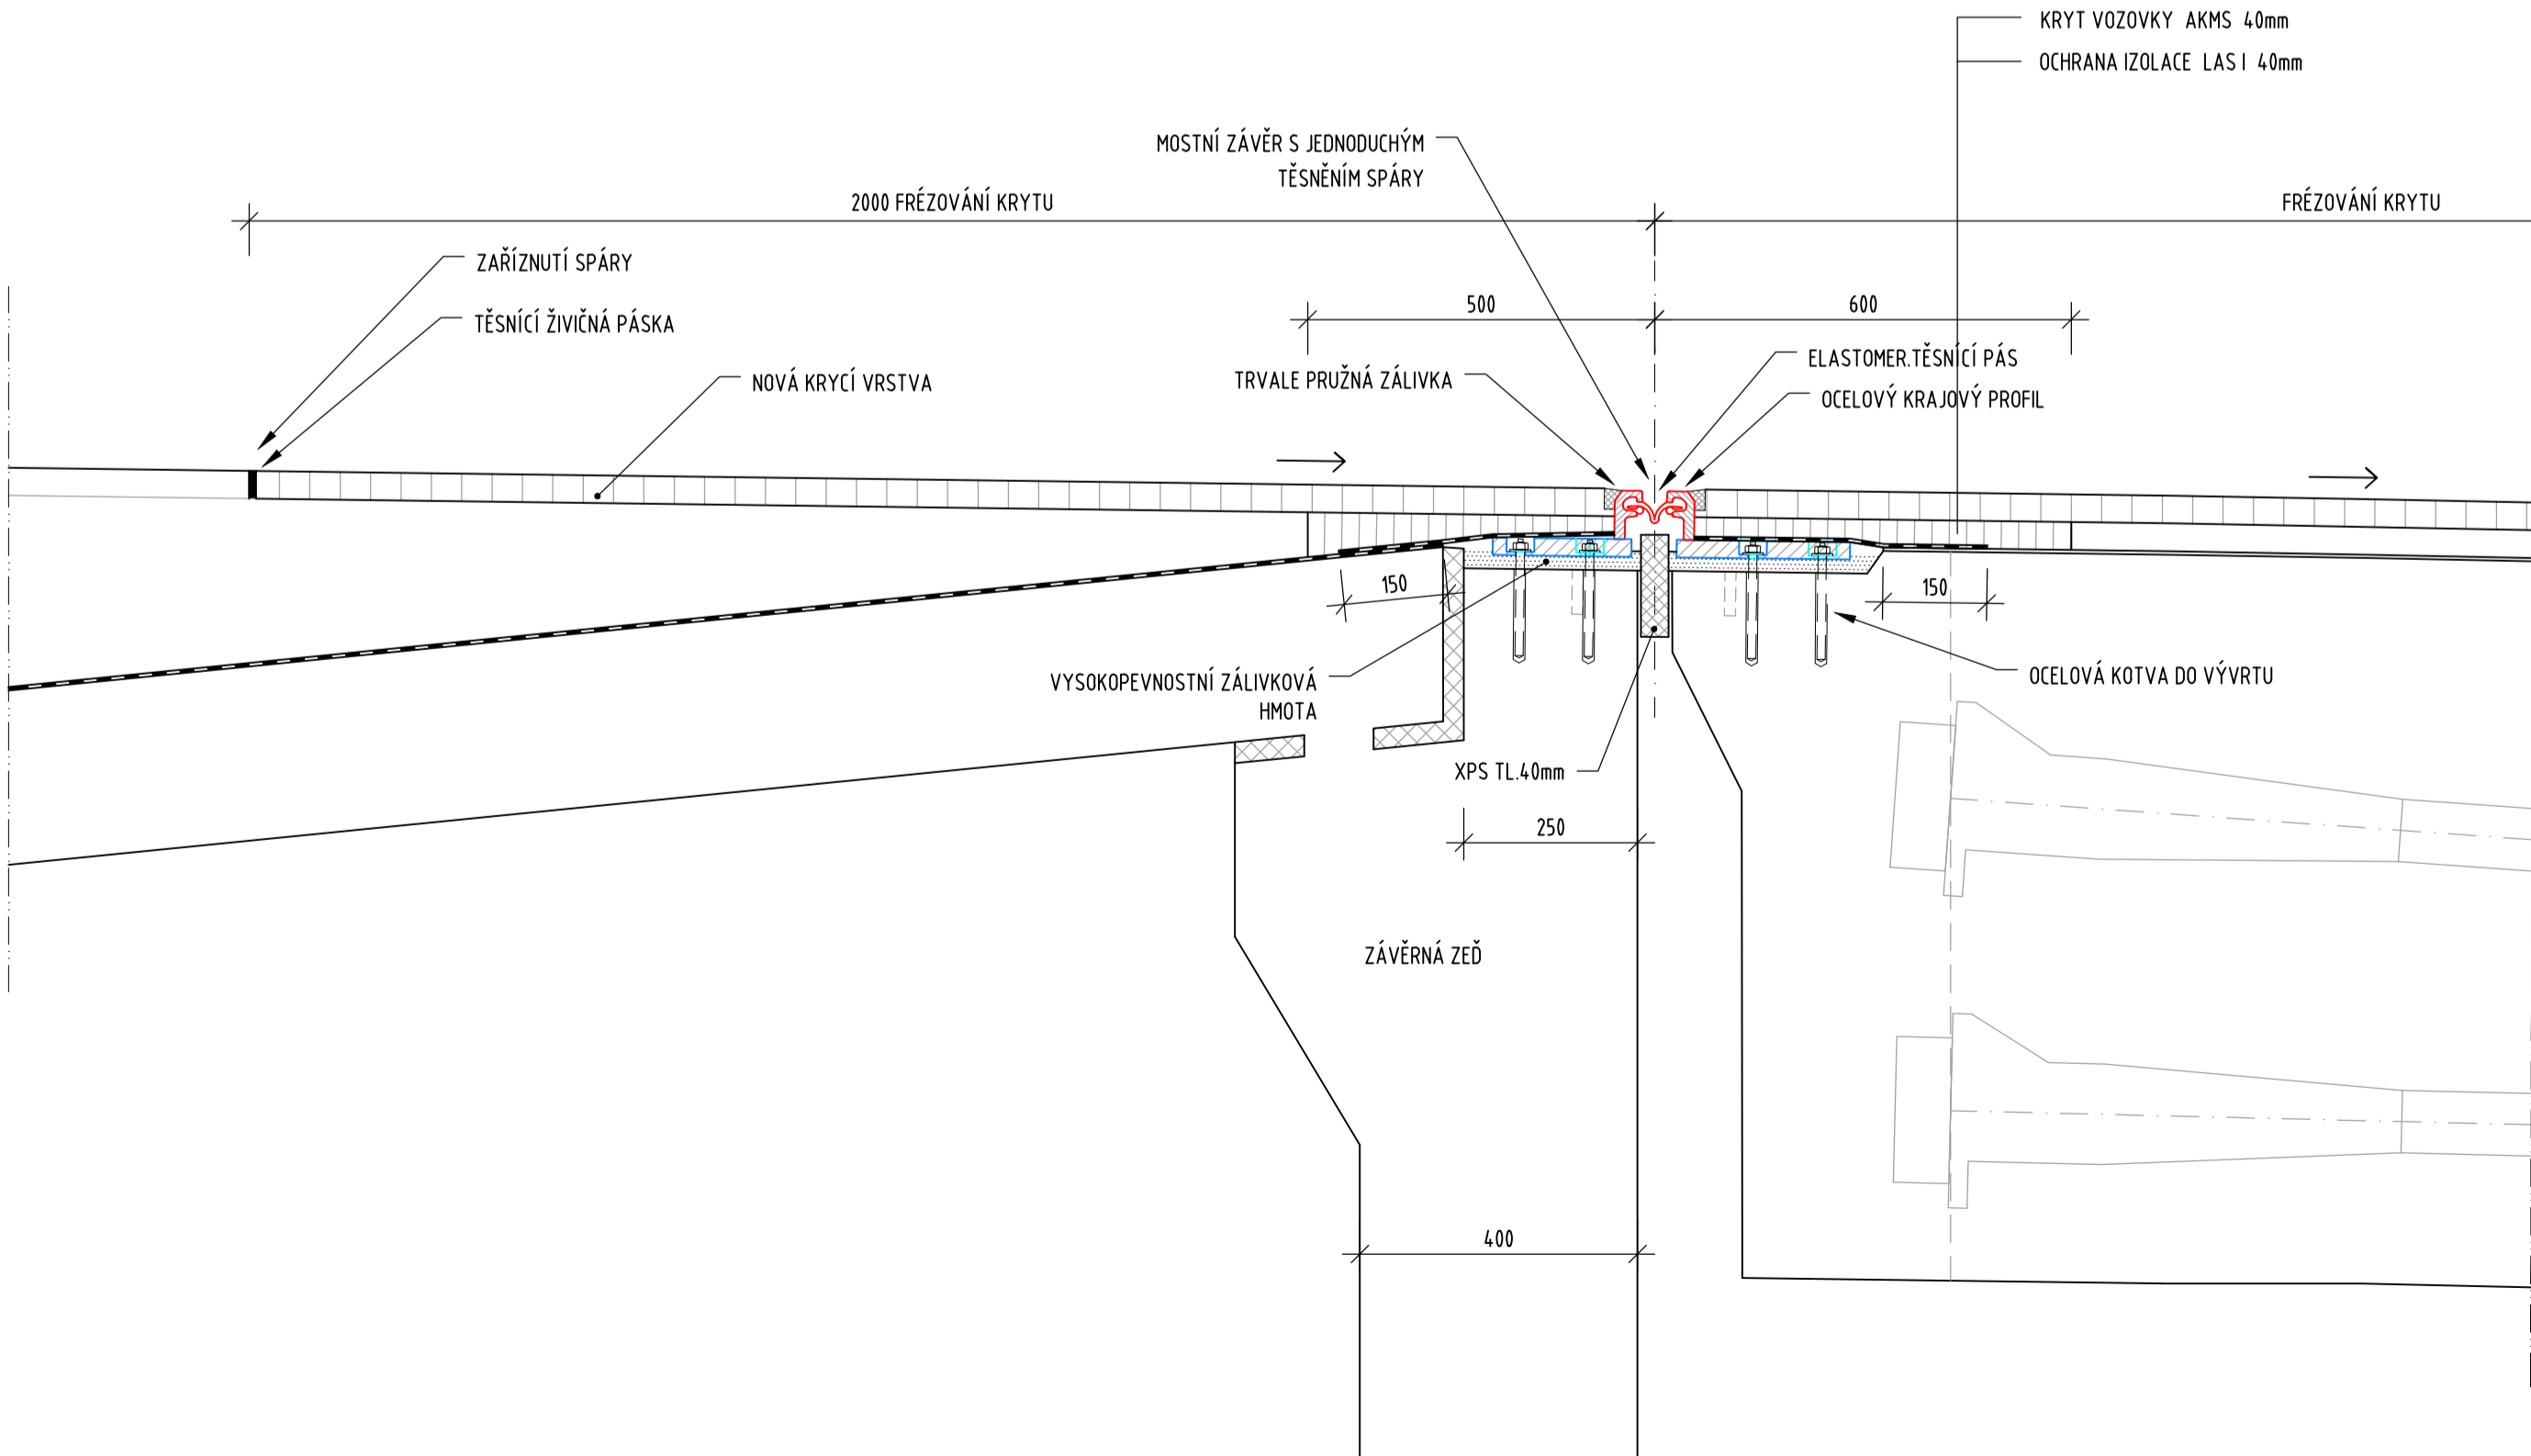 KRYT VOZOVKY AKMS 40mm
OCHRANA IZOLACE LAS I 40mm
MOSTNÍ ZÁVĚR S JEDNODUCHÝM
TĚSNĚNÍM SPÁRY
2000 FRÉZOVÁNÍ KRYTU
FRÉZOVÁNÍ KRYTU
ZAŘÍZNUTÍ SPÁRY
TĚSNÍCÍ ŽIVIČNÁ PÁSKA
NOVÁ KRYCÍ VRSTVA
500
600
TRVALE PRUŽNÁ ZÁLIVKA
ELASTOMER.TĚSNÍCÍ PÁS
OCELOVÝ KRAJOVÝ PROFIL
150
150
VYSOKOPEVNOSTNÍ ZÁLIVKOVÁ
HMOTA
OCELOVÁ KOTVA DO VÝVRTU
XPS TL.40mm
250
ZÁVĚRNÁ ZEĎ
400